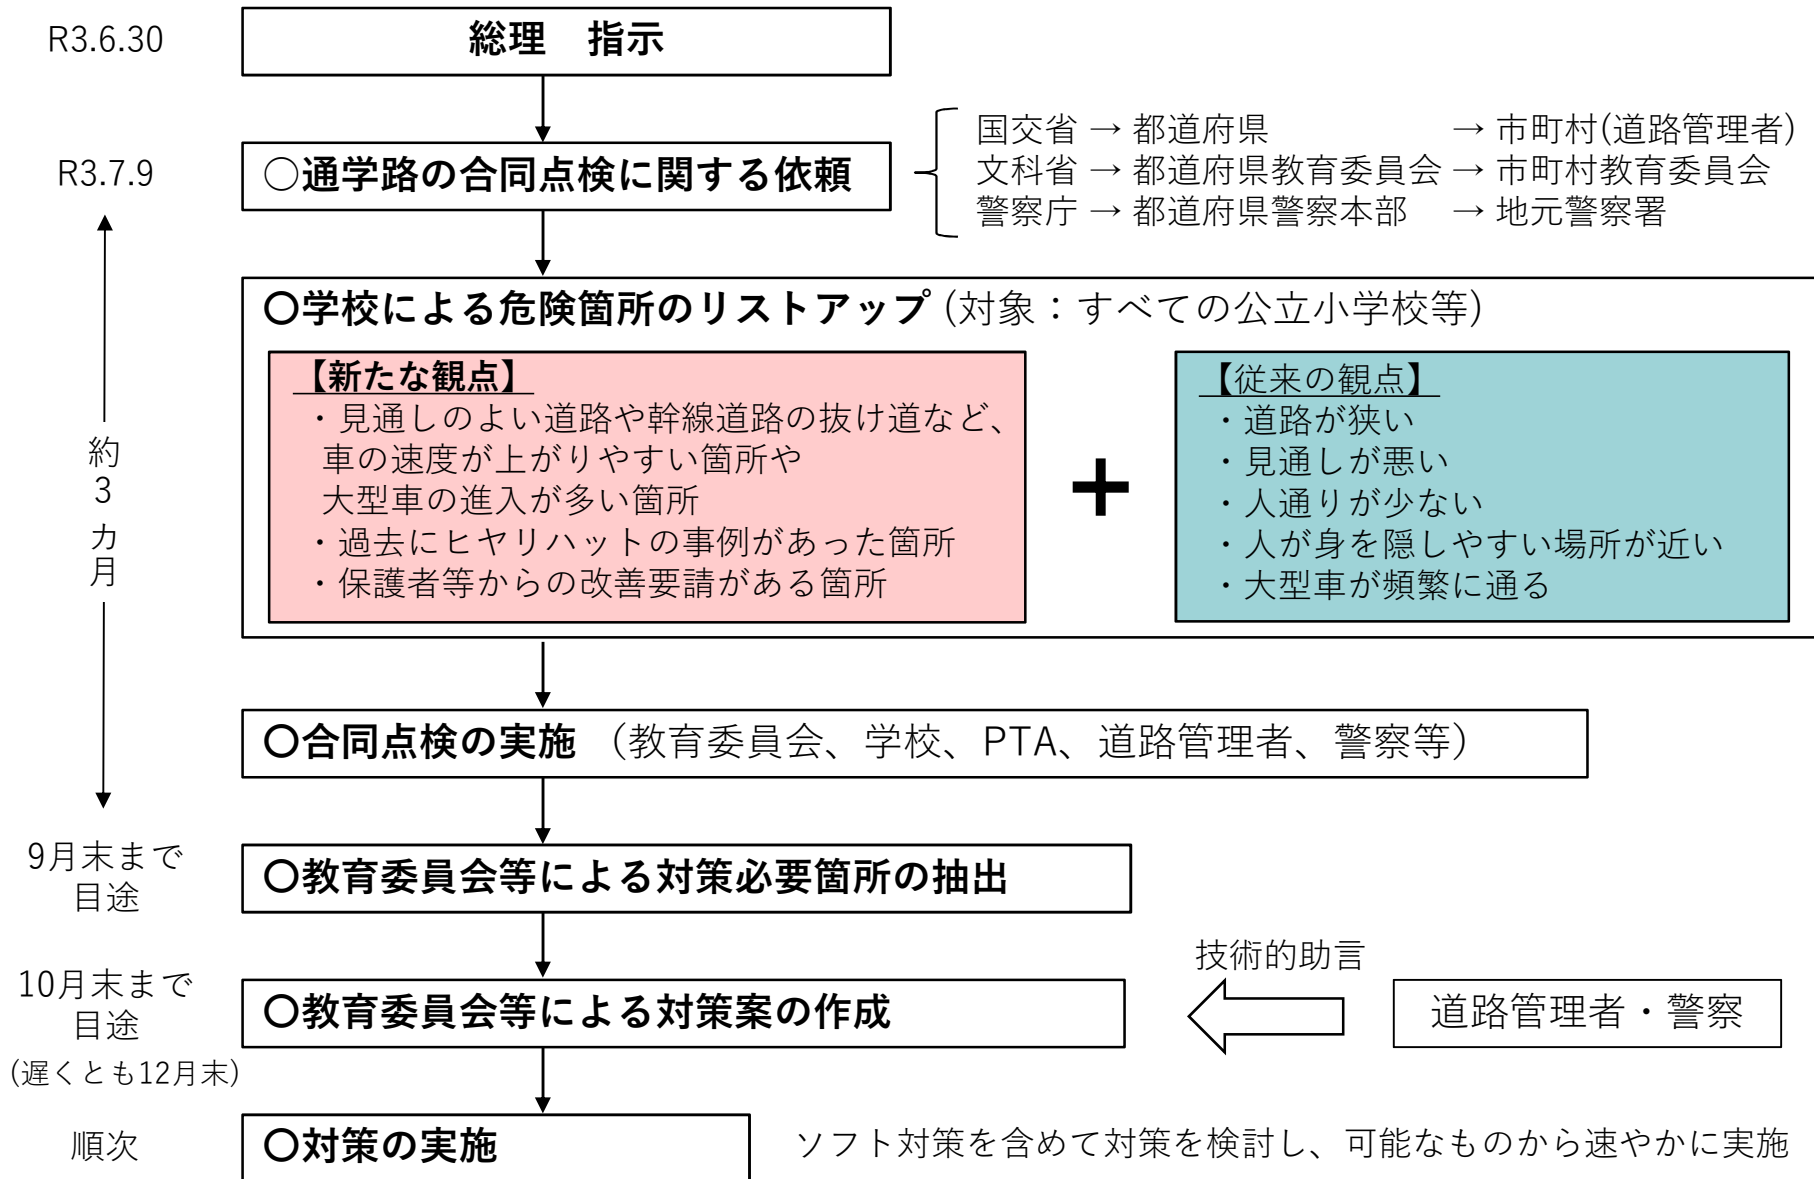 R3.6.30
総理　指示
R3.7.9
○通学路の合同点検に関する依頼
国交省 → 都道府県 → 市町村(道路管理者)
文科省 → 都道府県教育委員会 → 市町村教育委員会
警察庁 → 都道府県警察本部 → 地元警察署
約3カ月
○学校による危険箇所のリストアップ (対象：すべての公立小学校等)
【新たな観点】
・見通しのよい道路や幹線道路の抜け道など、
車の速度が上がりやすい箇所や
大型車の進入が多い箇所
・過去にヒヤリハットの事例があった箇所
・保護者等からの改善要請がある箇所
+
【従来の観点】
・道路が狭い
・見通しが悪い
・人通りが少ない
・人が身を隠しやすい場所が近い
・大型車が頻繁に通る
○合同点検の実施 （教育委員会、学校、PTA、道路管理者、警察等）
9月末まで
目途
○教育委員会等による対策必要箇所の抽出
10月末まで
目途
(遅くとも12月末)
○教育委員会等による対策案の作成
技術的助言
道路管理者・警察
順次
○対策の実施
ソフト対策を含めて対策を検討し、可能なものから速やかに実施